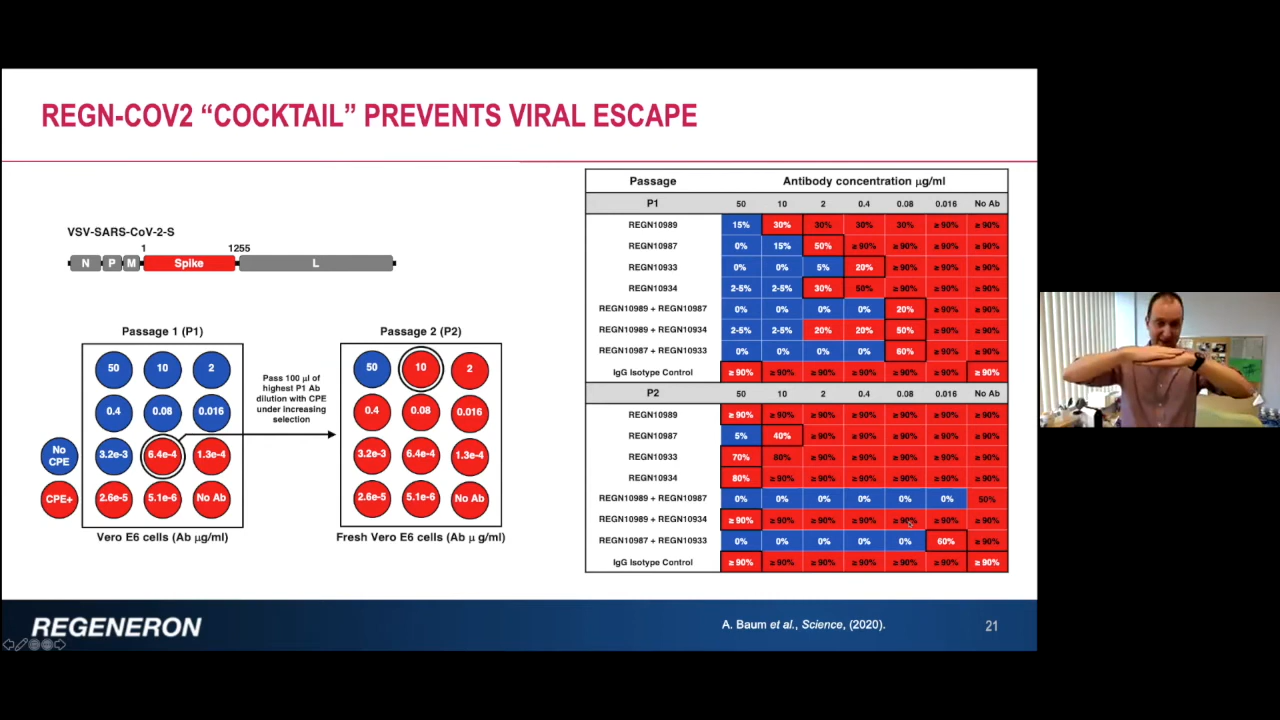 REGN-COV2 “COCKTAIL” PREVENTS VIRAL ESCAPE
VSV-SARS-CoV-2-S
1 1255
N P M Spike L
Passage 1 (P1)
50 10 2
0.4 0.08 0.016
No CPE
3.2e-3 6.4e-4 1.3e-4
CPE+
2.6e-5 5.1e-6 No Ab
Vero E6 cells (Ab μg/ml)
Pass 100 μl of
highest P1 Ab
dilution with CPE
under increasing
selection
Passage 2 (P2)
50 10 2
0.4 0.08 0.016
3.2e-3 6.4e-4 1.3e-4
2.6e-5 5.1e-6 No Ab
Fresh Vero E6 cells (Ab μ g/ml)
Passage Antibody concentration μg/ml
P1 50 10 2 0.4 0.08 0.016 No Ab
REGN10989 15% 30% 30% 30% 30% ≥ 90% ≥ 90%
REGN10987 0% 15% 50% ≥ 90% ≥ 90% ≥ 90% ≥ 90%
REGN10933 0% 0% 5% 20% ≥ 90% ≥ 90% ≥ 90%
REGN10934 2-5% 2-5% 30% 50% ≥ 90% ≥ 90% ≥ 90%
REGN10989 + REGN10987 0% 0% 0% 0% 20% ≥ 90% ≥ 90%
REGN10989 + REGN10934 2-5% 2-5% 20% 20% 50% ≥ 90% ≥ 90%
REGN10987 + REGN10933 0% 0% 0% 0% 60% ≥ 90% ≥ 90%
IgG Isotype Control ≥ 90% ≥ 90% ≥ 90% ≥ 90% ≥ 90% ≥ 90% ≥ 90%
P2 50 10 2 0.4 0.08 0.016 No Ab
REGN10989 ≥ 90% ≥ 90% ≥ 90% ≥ 90% ≥ 90% ≥ 90% ≥ 90%
REGN10987 5% 40% ≥ 90% ≥ 90% ≥ 90% ≥ 90% ≥ 90%
REGN10933 70% 80% ≥ 90% ≥ 90% ≥ 90% ≥ 90% ≥ 90%
REGN10934 80% ≥ 90% ≥ 90% ≥ 90% ≥ 90% ≥ 90% ≥ 90%
REGN10989 + REGN10987 0% 0% 0% 0% 0% 0% 50%
REGN10989 + REGN10934 ≥ 90% ≥ 90% ≥ 90% ≥ 90% ≥ 90% ≥ 90% ≥ 90%
REGN10987 + REGN10933 0% 0% 0% 0% 0% 60% ≥ 90%
IgG Isotype Control ≥ 90% ≥ 90% ≥ 90% ≥ 90% ≥ 90% ≥ 90% ≥ 90%
REGENERON
A. Baum et al., Science, (2020).
21